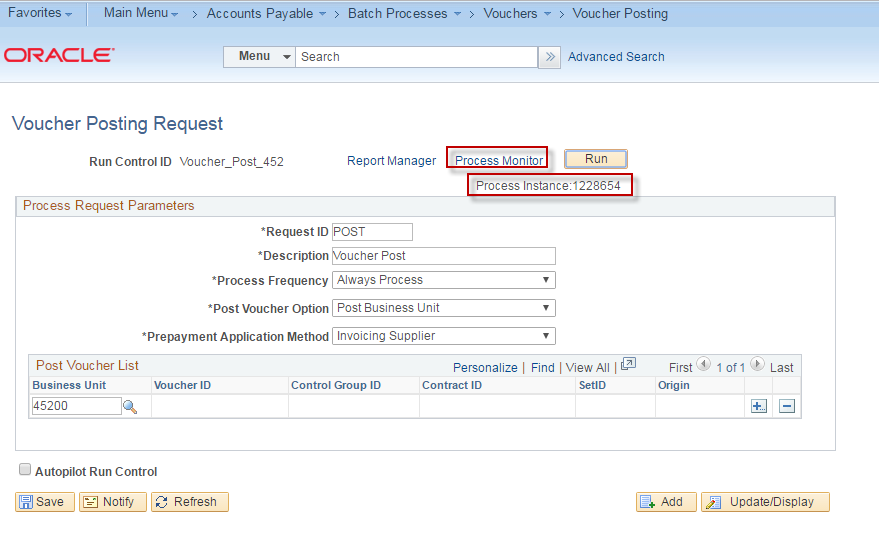 Favorites Main Menu > Accounts Payable > Batch Processes > Vouchers > Voucher Posting
ORACLE
Menu Search Advanced Search
Voucher Posting Request
Run Control ID Voucher_Post_452 Report Manager Process Monitor Run
Process Instance:1228654
Process Request Parameters
*Request ID POST
*Description Voucher Post
*Process Frequency Always Process
*Post Voucher Option Post Business Unit
*Prepayment Application Method Invoicing Supplier
Post Voucher List Personalize | Find | View All | First 1 of 1 Last
Business Unit Voucher ID Control Group ID Contract ID SetID Origin
45200
Autopilot Run Control
Save Notify Refresh Add Update/Display